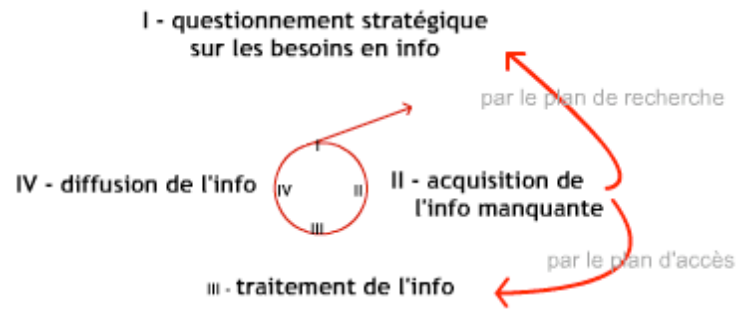 I - questionnement stratégique
sur les besoins en info
par le plan de recherche
I
IV - diffusion de l'info
IV
II
II - acquisition de
l'info manquante
III
par le plan d'accès
III - traitement de l'info